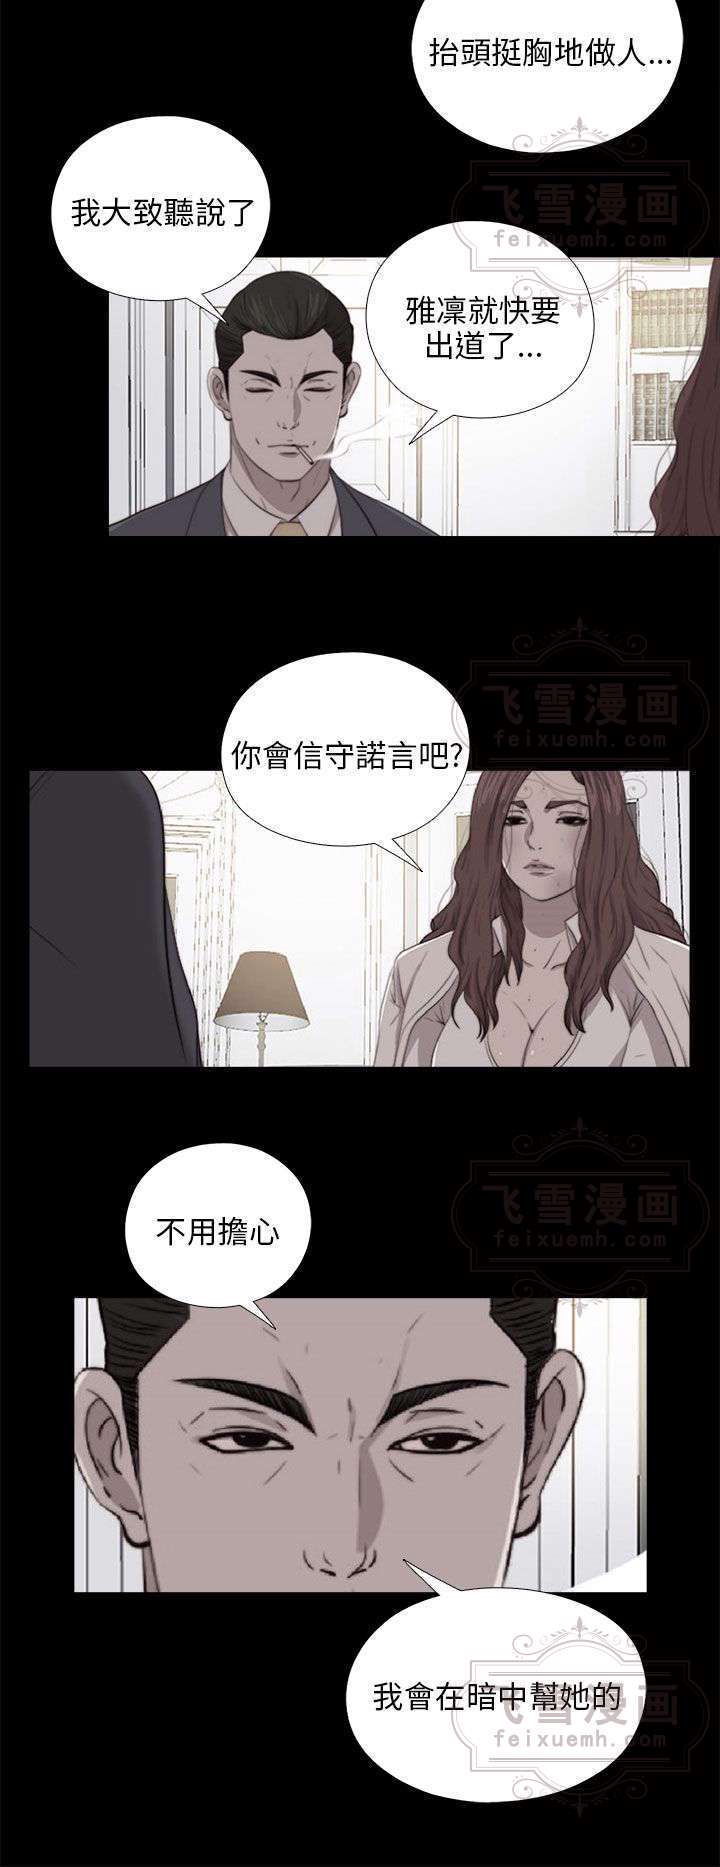 抬頭挺胸地做人...
飞雪漫画
feixuemh.com
我大致聽說了
雅凜就快要
出道了...
飞雪漫画
feixuemh.com
你會信守諾言吧?
飞雪漫画
feixuemh.com
不用擔心
我會在暗中幫她的
飞雪漫画
feixuemh.com